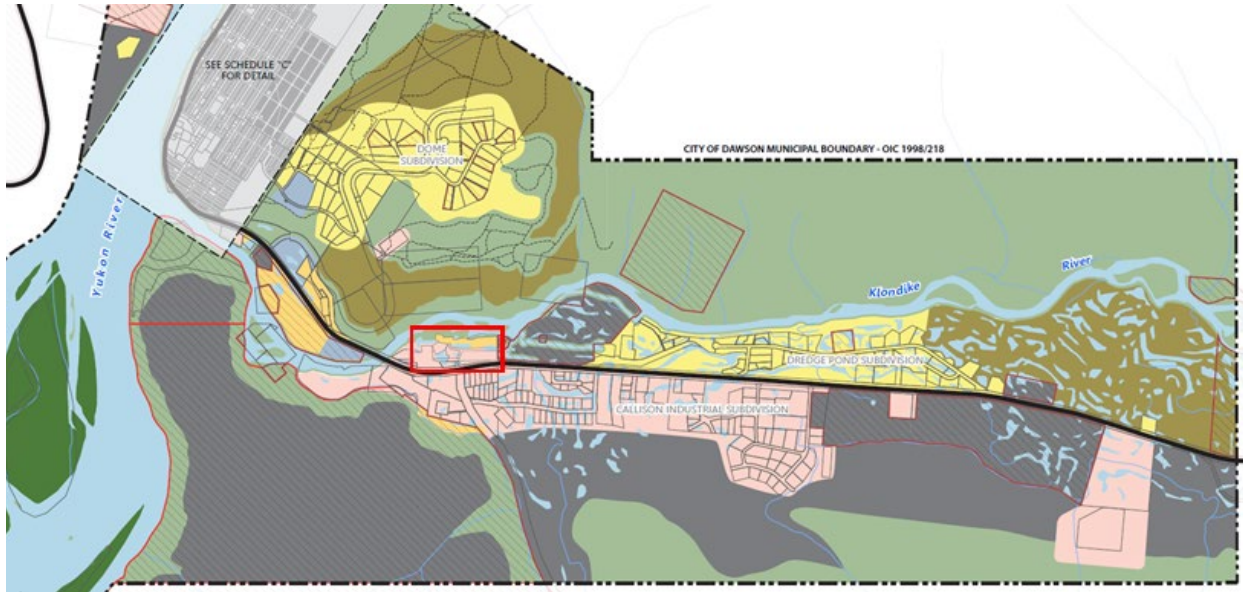 SEE SCHEDULE "C"
FOR DETAIL
DOME
SUBDIVISION
CITY OF DAWSON MUNICIPAL BOUNDARY - OIC 1998/218
Yukon River
Klondike
River
DREDGE POND SUBDIVISION
CALLISON INDUSTRIAL SUBDIVISION